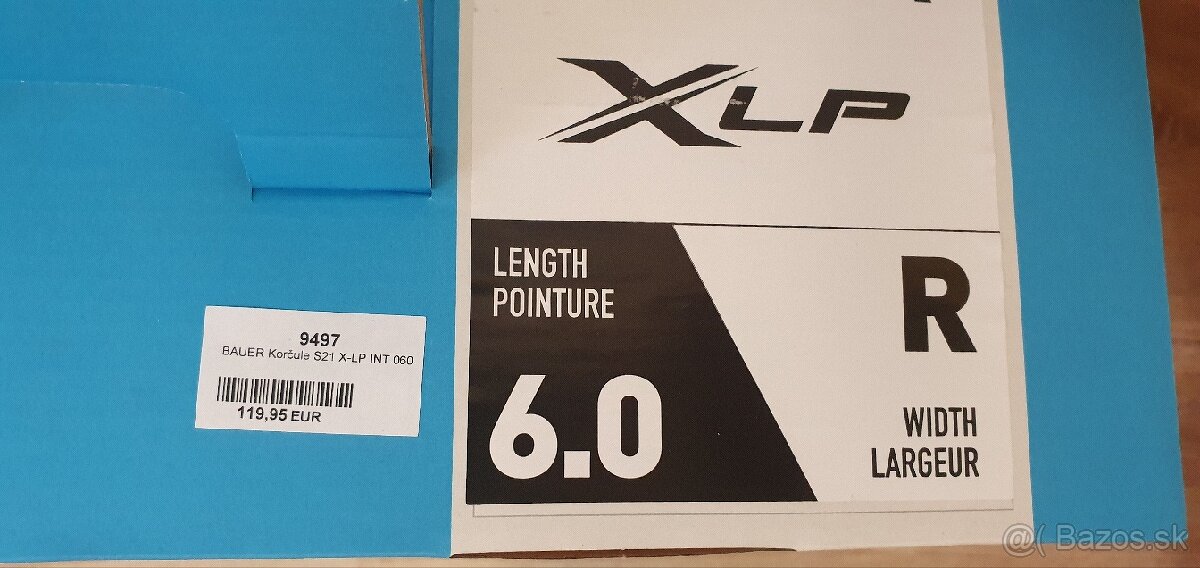 XLP
LENGTH
POINTURE
6.0
R
WIDTH
LARGEUR
9497
BAUER Korčule S21 X-LP INT 060
119,95 EUR
@( Bazos.sk